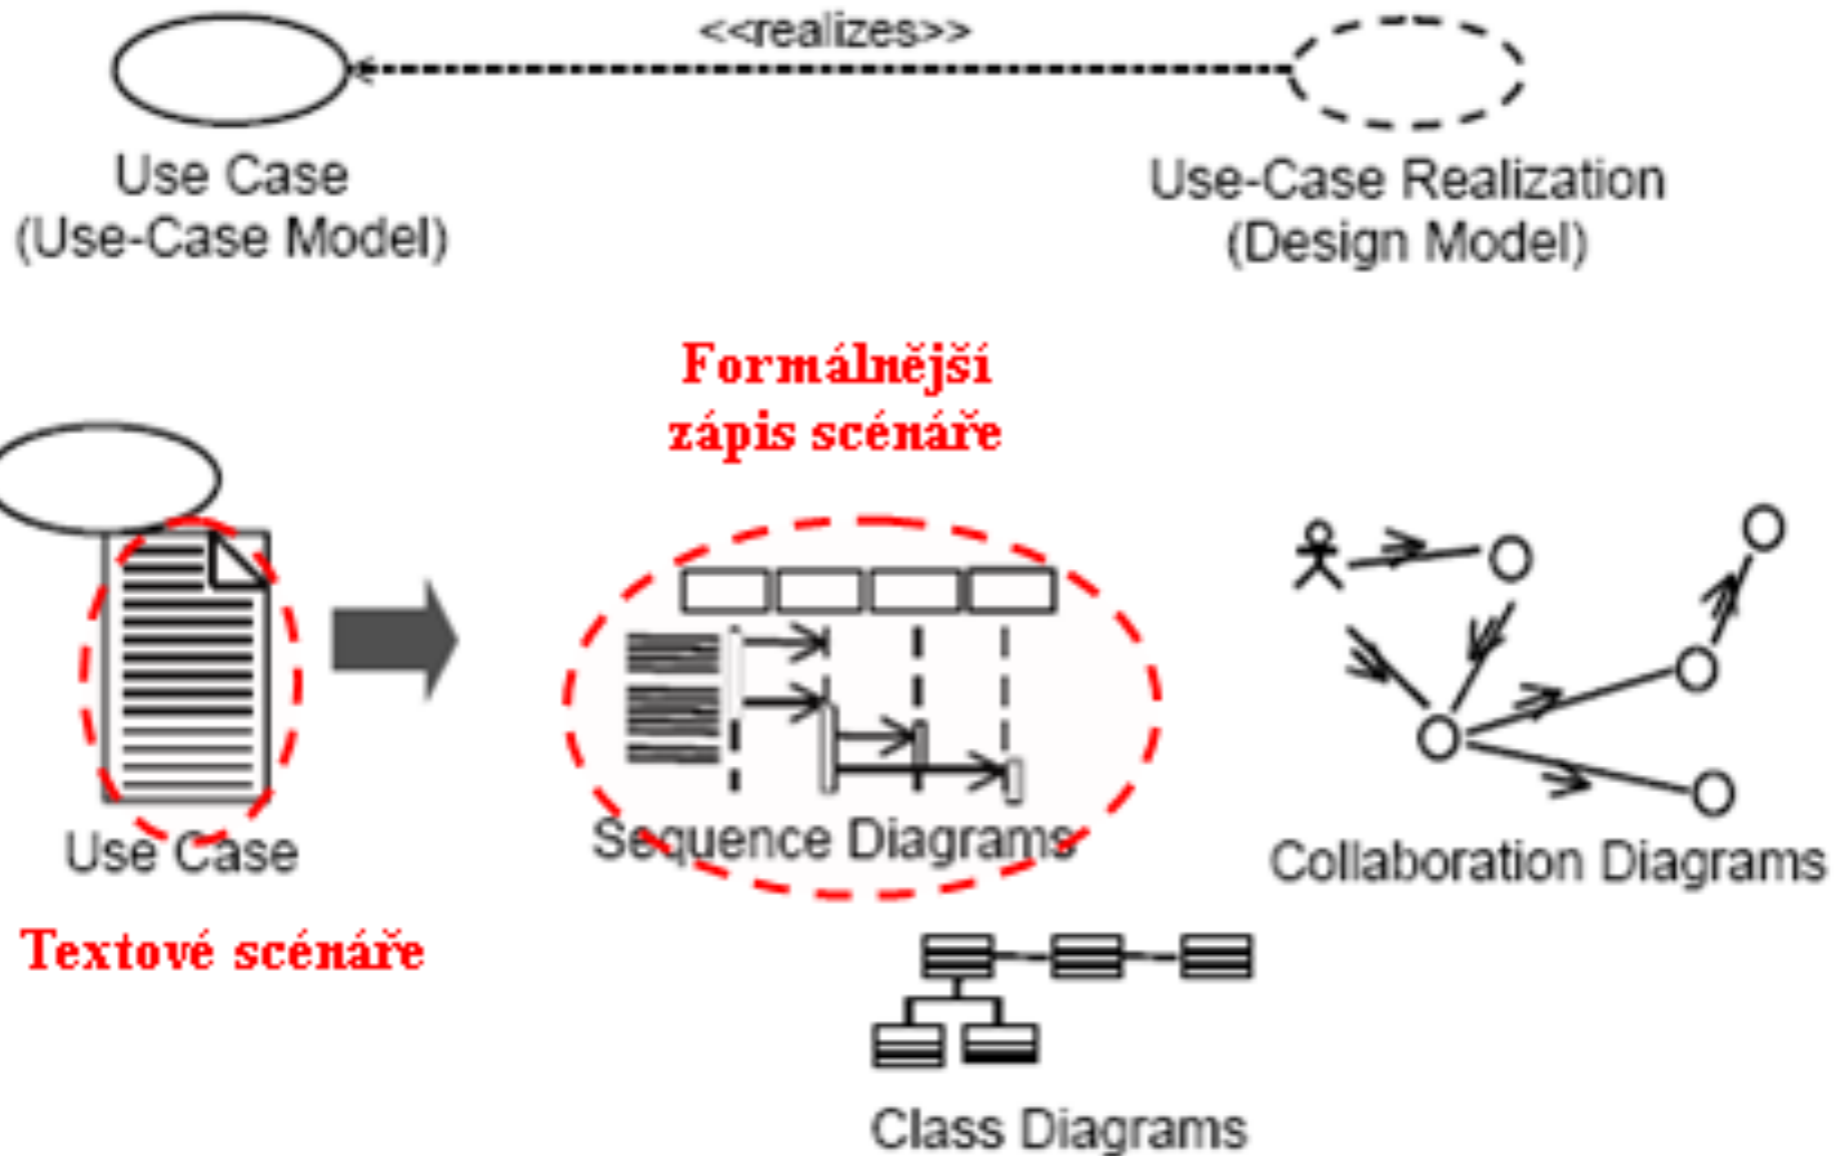 <<realizes>>
Use Case
(Use-Case Model)
Use-Case Realization
(Design Model)
Formálnější
zápis scénáře
Use Case
Sequence Diagrams
Collaboration Diagrams
Textové scénáře
Class Diagrams